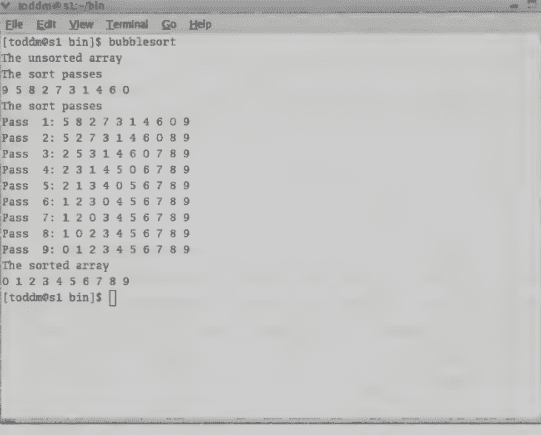 toddm@s1:~/bin
File Edit View Terminal Go Help
[toddm@s1 bin]$ bubblesort
The unsorted array
The sort passes
9 5 8 2 7 3 1 4 6 0
The sort passes
Pass 1: 5 8 2 7 3 1 4 6 0 9
Pass 2: 5 2 7 3 1 4 6 0 8 9
Pass 3: 2 5 3 1 4 6 0 7 8 9
Pass 4: 2 3 1 4 5 0 6 7 8 9
Pass 5: 2 1 3 4 0 5 6 7 8 9
Pass 6: 1 2 3 0 4 5 6 7 8 9
Pass 7: 1 2 0 3 4 5 6 7 8 9
Pass 8: 1 0 2 3 4 5 6 7 8 9
Pass 9: 0 1 2 3 4 5 6 7 8 9
The sorted array
0 1 2 3 4 5 6 7 8 9
[toddm@s1 bin]$